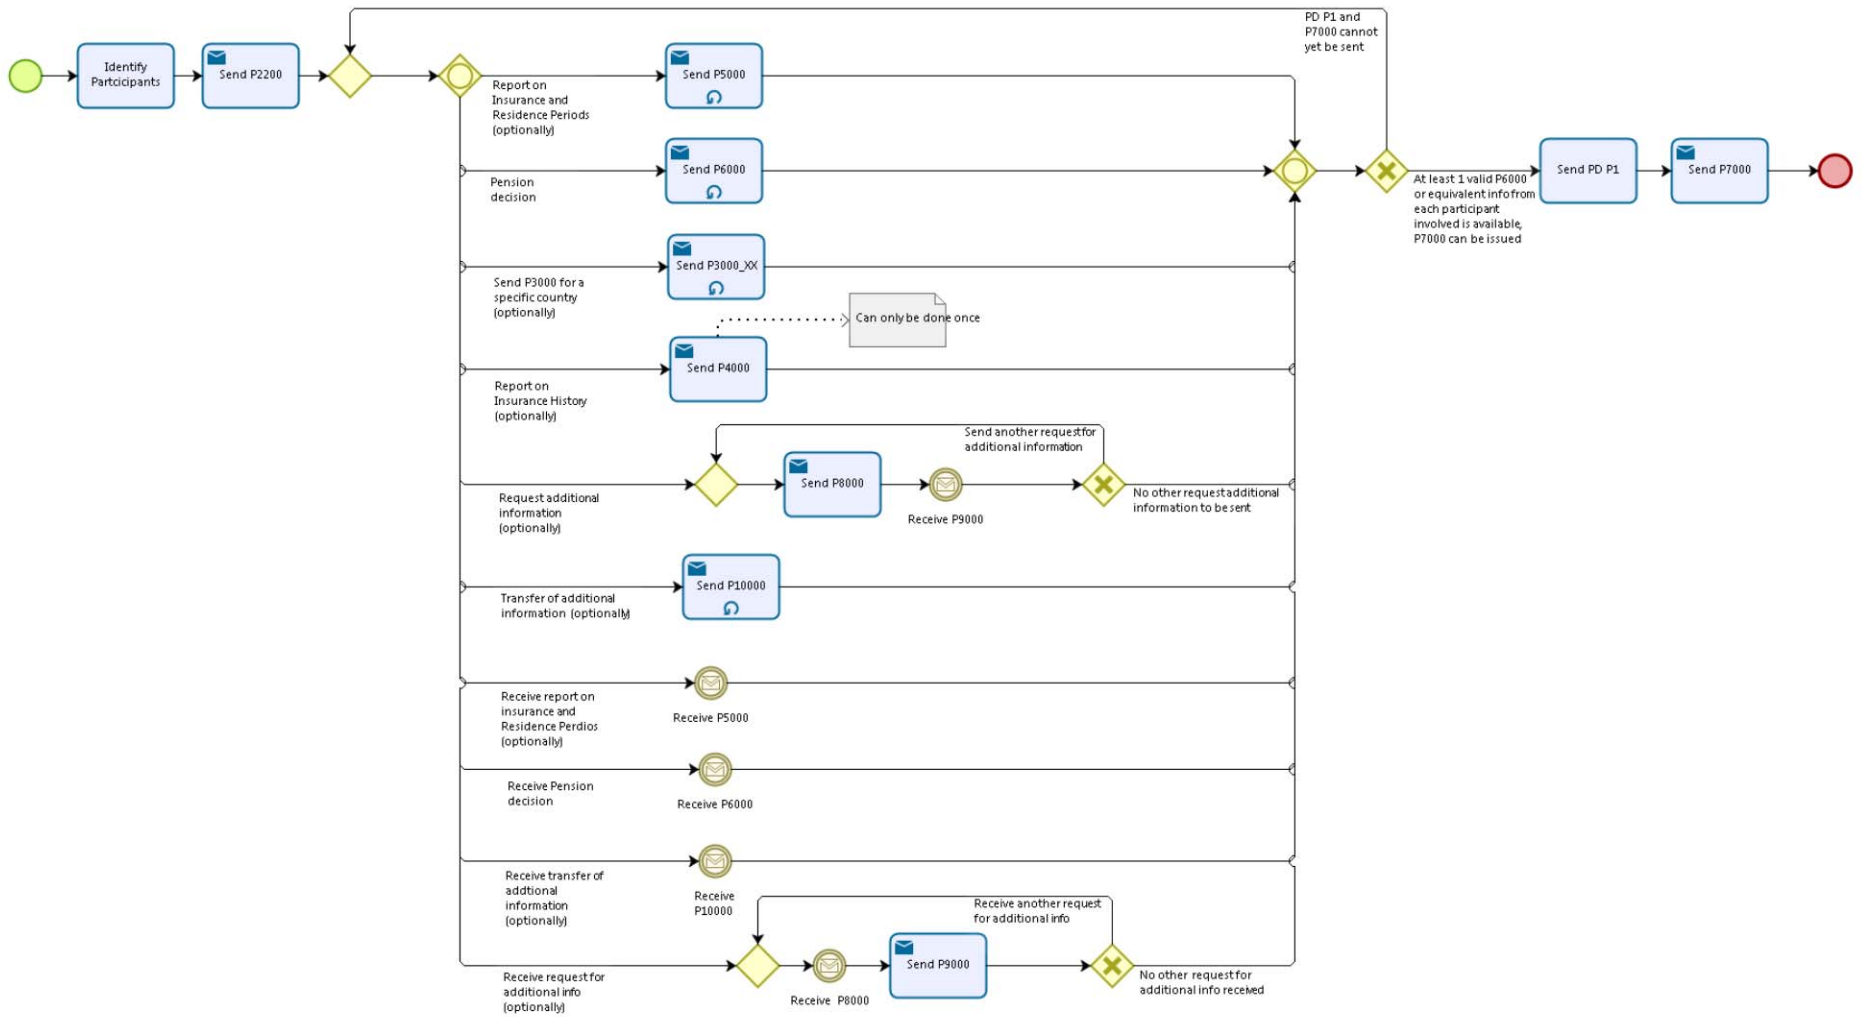 PD P1 and
P7000 cannot
yet be sent
Identify
Partcicipants
Send P2200
Send P5000
Report on
Insurance and
Residence Periods
(optionally)
Send P6000
Pension
decision
Send PD P1
Send P7000
At least 1 valid P6000
or equivalent info from
each participant
involved is available,
P7000 can be issued
Send P3000_XX
Send P3000 for a
specific country
(optionally)
Can only be done once
Send P4000
Report on
Insurance History
(optionally)
Send another request for
additional information
Send P8000
Receive P9000
Request additional
information
(optionally)
No other request additional
information to be sent
Send P10000
Transfer of additional
information (optionally)
Receive report on
insurance and
Residence Perdios
(optionally)
Receive P5000
Receive Pension
decision
Receive P6000
Receive transfer of
addtional
information
(optionally)
Receive
P10000
Receive another request
for additional info
Send P9000
Receive request for
additional info
(optionally)
Receive P8000
No other request for
additional info received